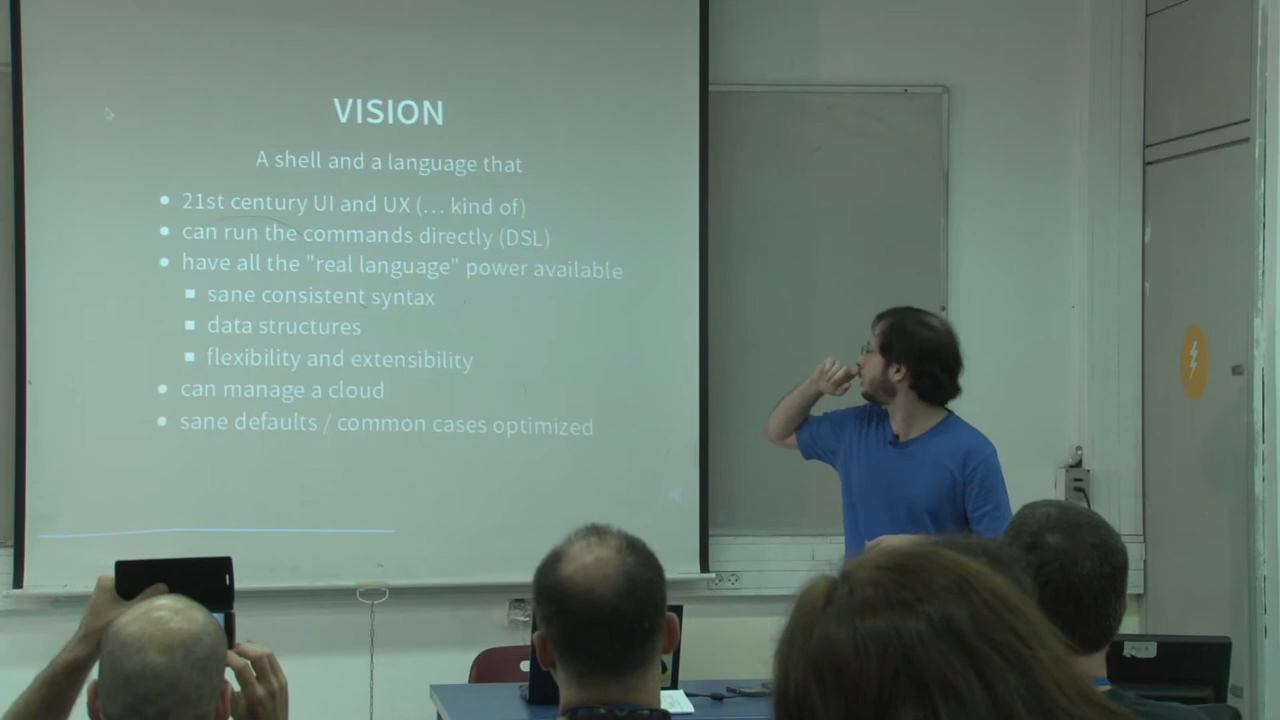 VISION
A shell and a language that
21st century UI and UX (... kind of)
can run the commands directly (DSL)
have all the "real language" power available
sane consistent syntax
data structures
flexibility and extensibility
can manage a cloud
sane defaults / common cases optimized